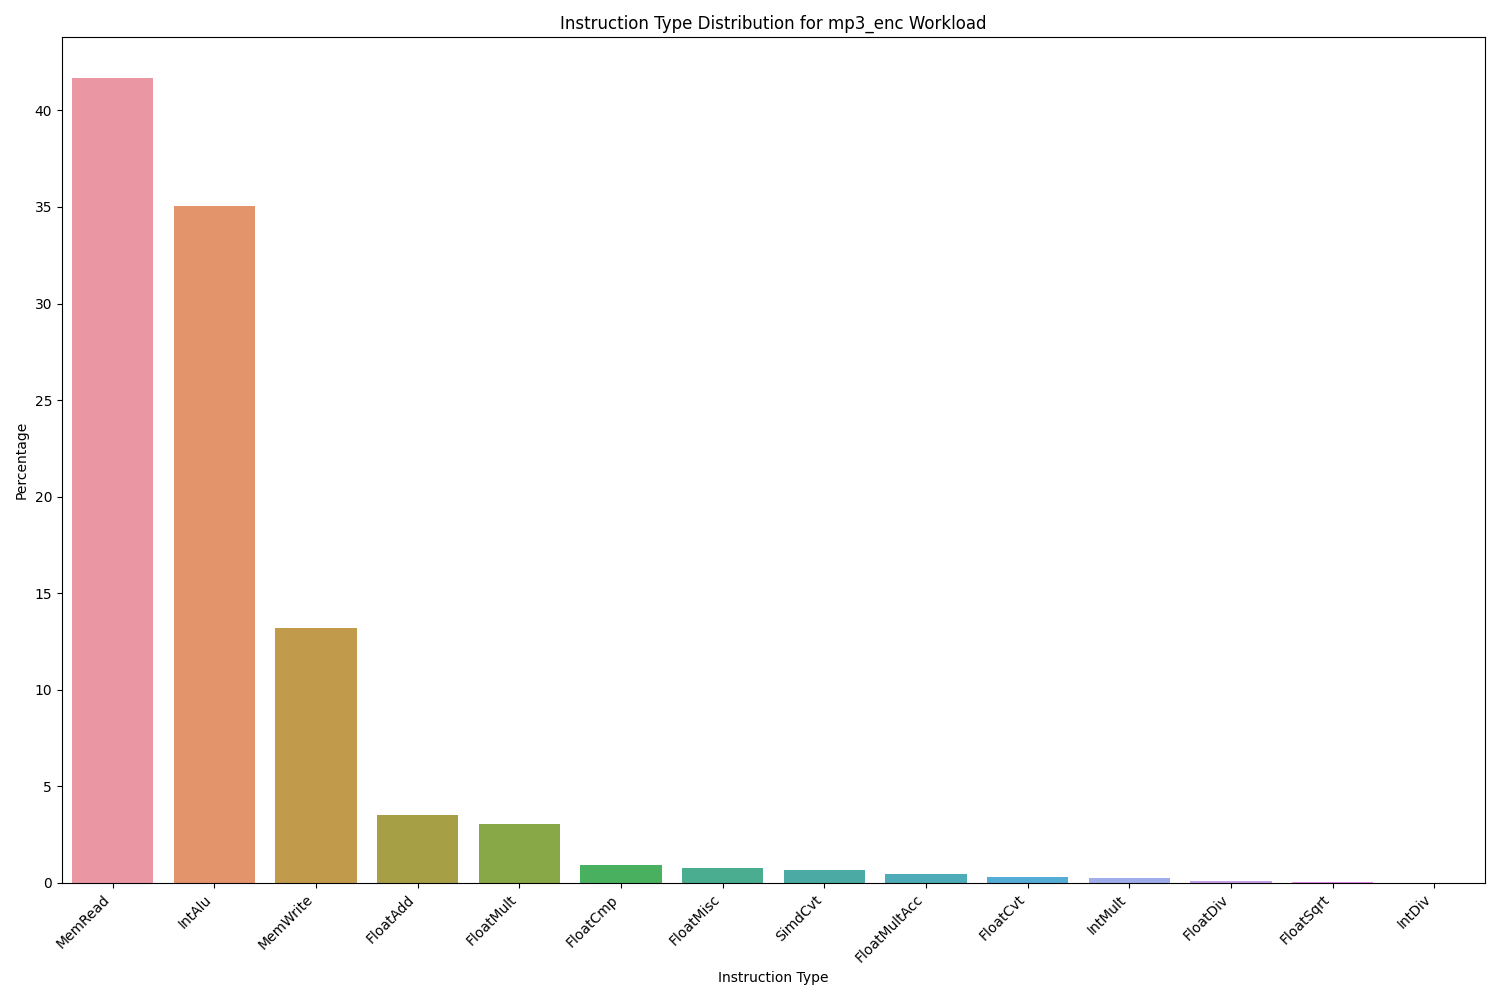 Instruction Type Distribution for mp3_enc Workload
40
35
30
25
20
15
10
5
0
Percentage
MemRead
IntAlu
MemWrite
FloatAdd
FloatMult
FloatCmp
FloatMisc
SimdCvt
FloatMultAcc
FloatCvt
IntMult
FloatDiv
FloatSqrt
IntDiv
Instruction Type